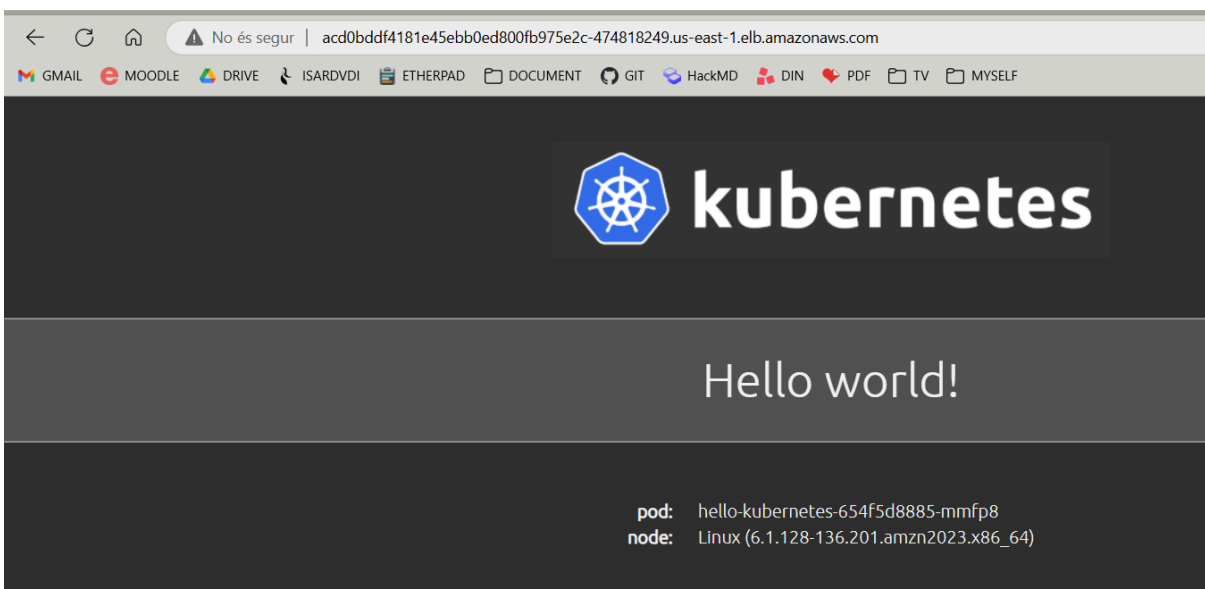 No és segur | acd0bddf4181e45ebb0ed800fb975e2c-474818249.us-east-1.elb.amazonaws.com
GMAIL MOODLE DRIVE ISARDVDI ETHERPAD DOCUMENT GIT HackMD DIN PDF TV MYSELF
kubernetes
Hello world!
pod: hello-kubernetes-654f5d8885-mmfp8
node: Linux (6.1.128-136.201.amzn2023.x86_64)